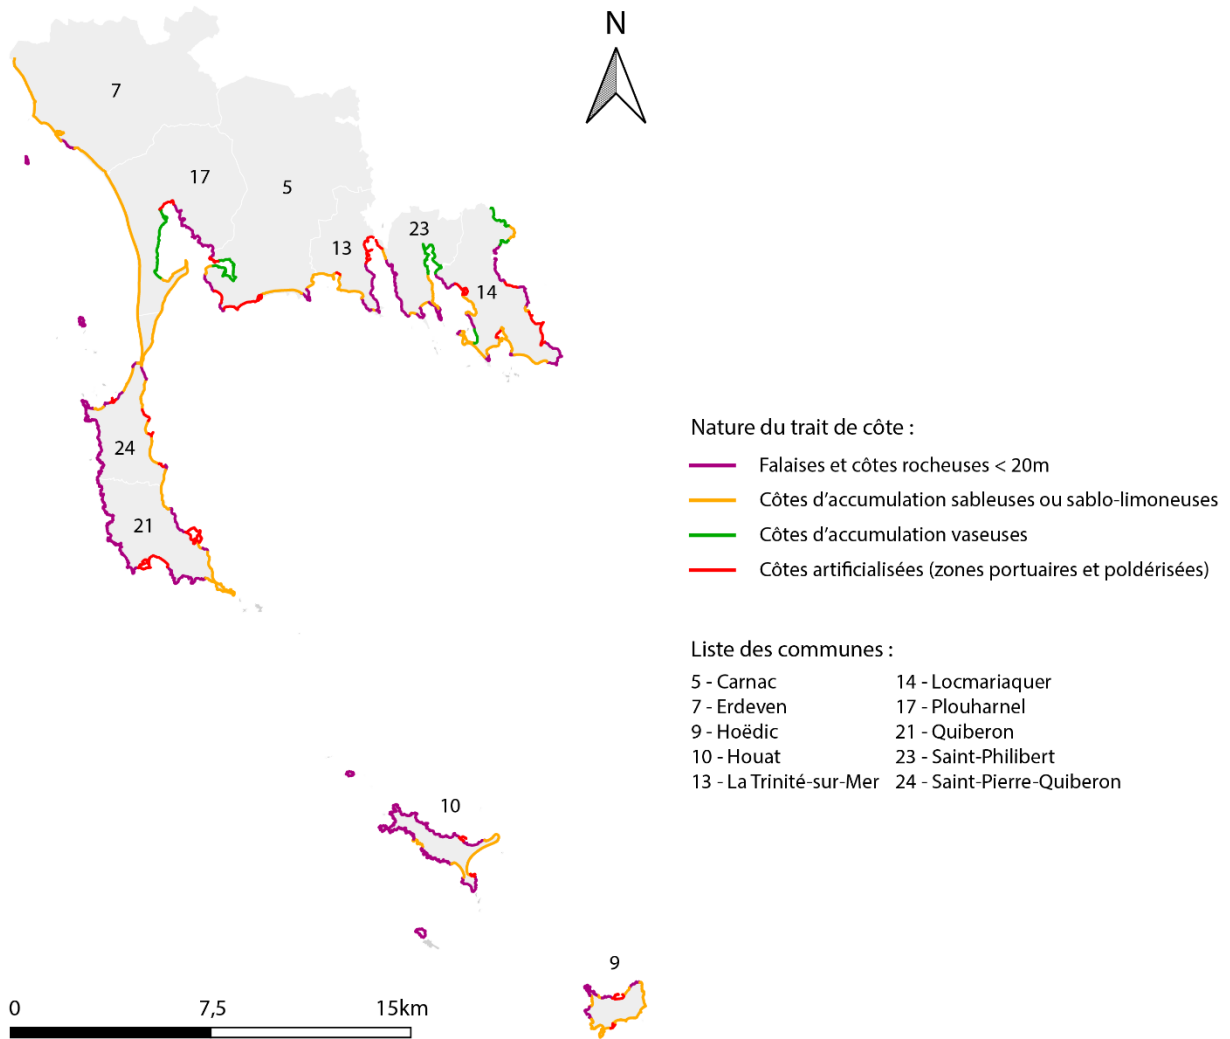 N
7
17
5
13
23
14
24
21
10
9
Nature du trait de côte :
Falaises et côtes rocheuses < 20m
Côtes d'accumulation sableuses ou sablo-limoneuses
Côtes d'accumulation vaseuses
Côtes artificialisées (zones portuaires et poldérisées)
Liste des communes :
5 - Carnac
7 - Erdeven
9 - Hoëdic
10 - Houat
13 - La Trinité-sur-Mer
14 - Locmariaquer
17 - Plouharnel
21 - Quiberon
23 - Saint-Philibert
24 - Saint-Pierre-Quiberon
0 7,5 15km